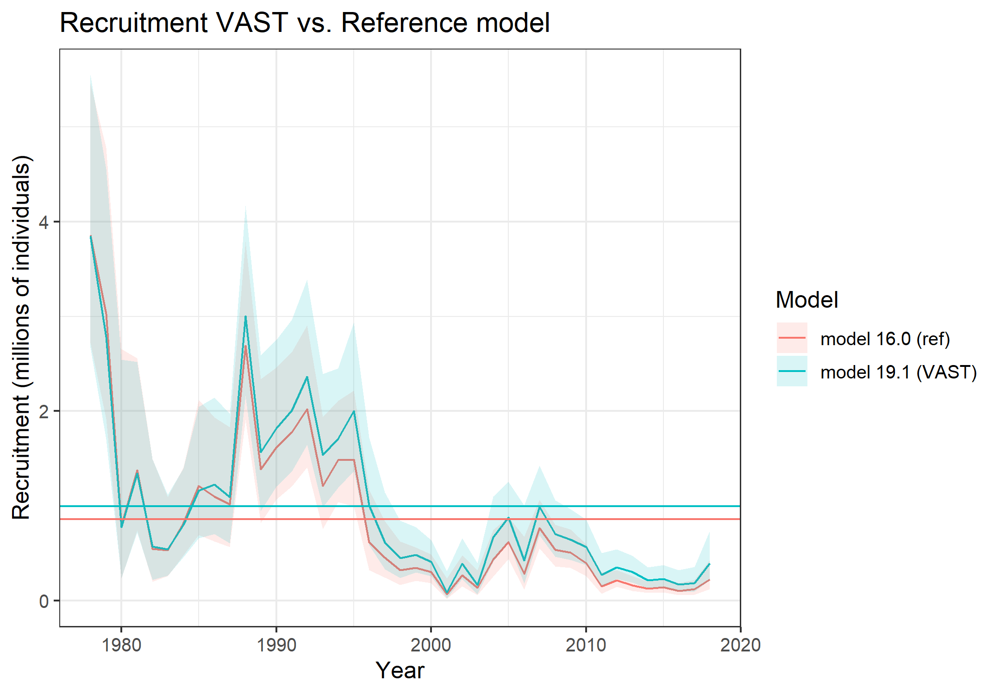 Recruitment VAST vs. Reference model
Recruitment (millions of individuals)
4
2
0
1980 1990 2000 2010 2020
Year
Model
model 16.0 (ref)
model 19.1 (VAST)